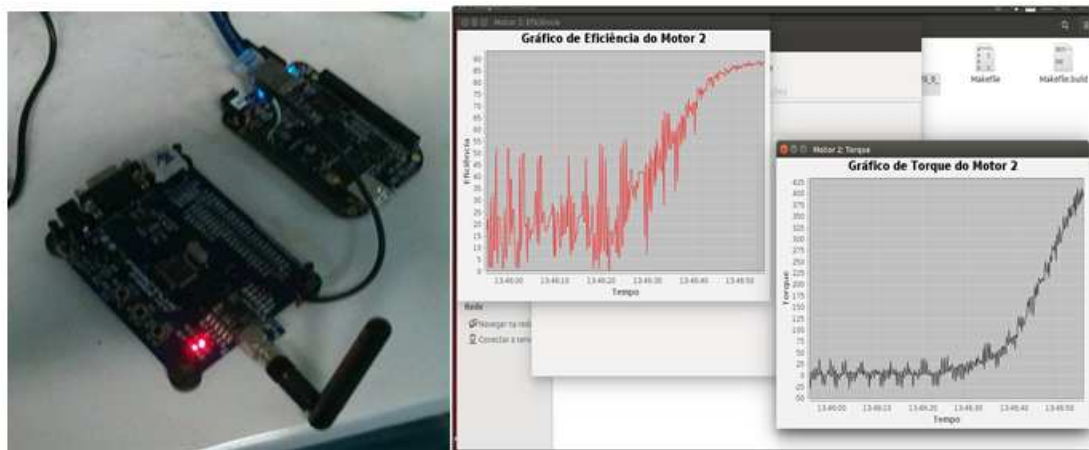 Motor 2: Eficiência
Gráfico de Eficiência do Motor 2
90
85
80
75
70
65
60
55
50
45
40
35
30
25
20
15
10
5
0
Eficiência
13:46:00 13:46:10 13:46:20 13:46:30 13:46:40 13:46:50
Tempo
Makefile
Makefile.build
Rede
Navegar na rede
Conectar a serv
Motor 2: Torque
Gráfico de Torque do Motor 2
425
400
375
350
325
300
275
250
225
200
175
150
125
100
75
50
25
0
-25
-50
Torque
13:46:00 13:46:10 13:46:20 13:46:30 13:46:40 13:46:50
Tempo